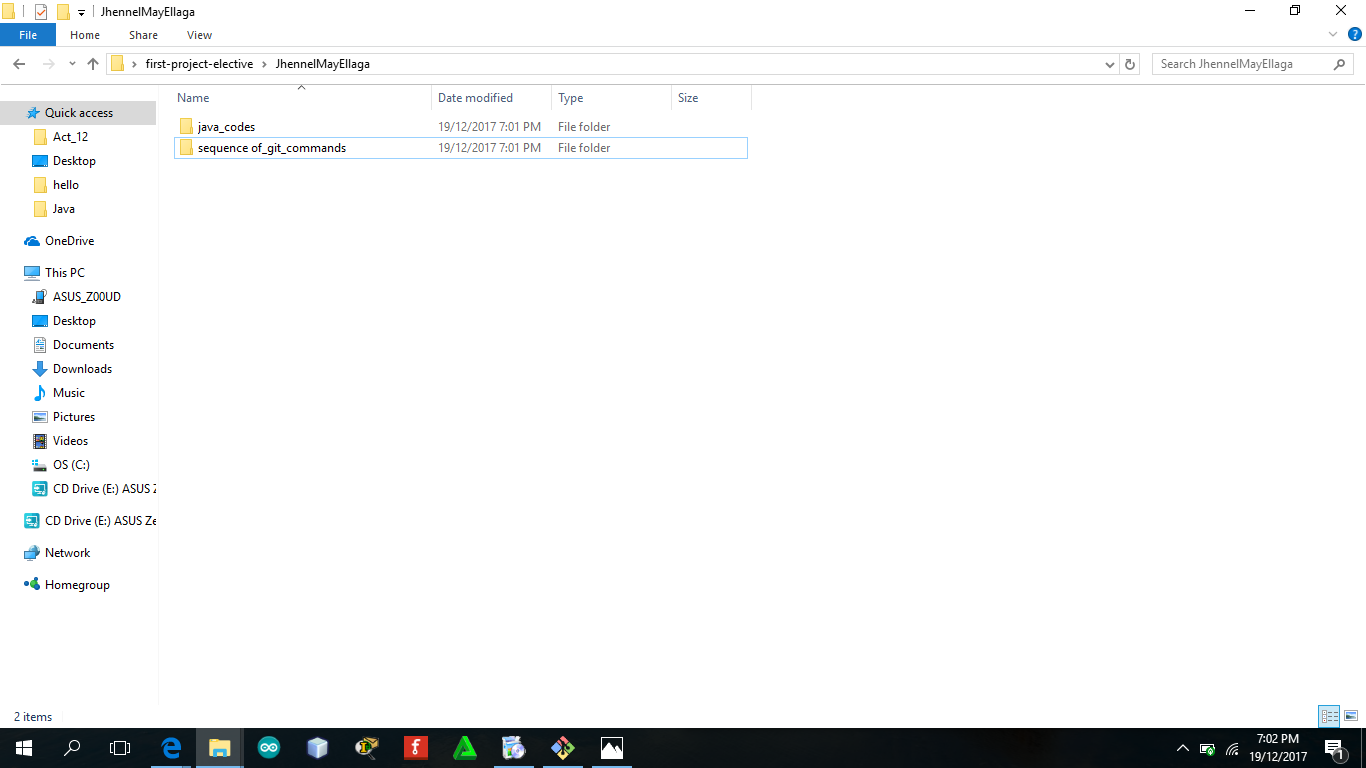 JhennelMayEllaga
File Home Share View
first-project-elective JhennelMayEllaga Search JhennelMayEllaga
Name Date modified Type Size
Quick access
Act_12
Desktop
hello
Java
OneDrive
This PC
ASUS_Z00UD
Desktop
Documents
Downloads
Music
Pictures
Videos
OS (C:)
CD Drive (E:) ASUS Z
CD Drive (E:) ASUS Ze
Network
Homegroup
java_codes 19/12/2017 7:01 PM File folder
sequence of_git_commands 19/12/2017 7:01 PM File folder
2 items
7:02 PM
19/12/2017
1